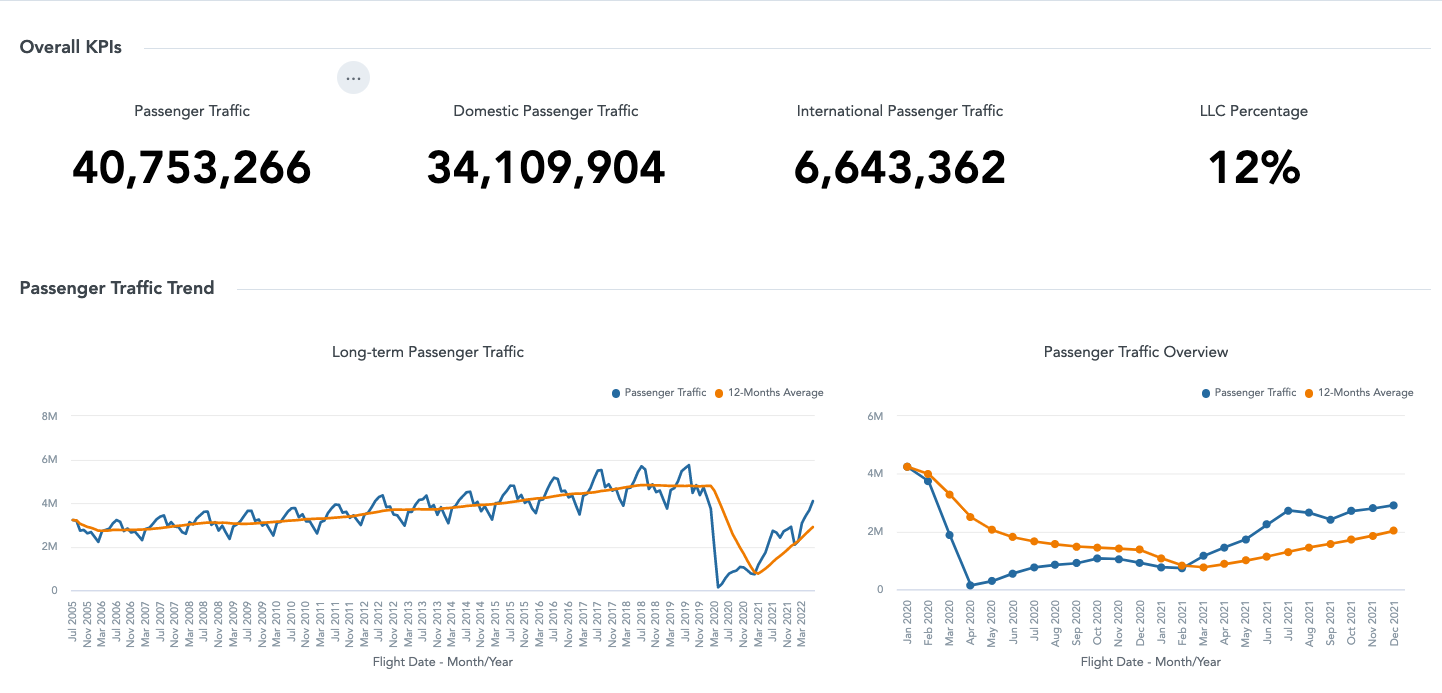 Overall KPIs
...
Passenger Traffic
Domestic Passenger Traffic
International Passenger Traffic
LLC Percentage
40,753,266
34,109,904
6,643,362
12%
Passenger Traffic Trend
Long-term Passenger Traffic
Passenger Traffic
12-Months Average
8M
6M
4M
2M
0
Jul 2005
Nov 2005
Mar 2006
Jul 2006
Nov 2006
Mar 2007
Jul 2007
Nov 2007
Mar 2008
Jul 2008
Nov 2008
Mar 2009
Jul 2009
Nov 2009
Mar 2010
Jul 2010
Nov 2010
Mar 2011
Jul 2011
Nov 2011
Mar 2012
Jul 2012
Nov 2012
Mar 2013
Jul 2013
Nov 2013
Mar 2014
Jul 2014
Nov 2014
Mar 2015
Jul 2015
Nov 2015
Mar 2016
Jul 2016
Nov 2016
Mar 2017
Jul 2017
Nov 2017
Mar 2018
Jul 2018
Nov 2018
Mar 2019
Jul 2019
Nov 2019
Mar 2020
Jul 2020
Nov 2020
Mar 2021
Jul 2021
Nov 2021
Mar 2022
Flight Date - Month/Year
Passenger Traffic Overview
Passenger Traffic
12-Months Average
6M
4M
2M
0
Jan 2020
Feb 2020
Mar 2020
Apr 2020
May 2020
Jun 2020
Jul 2020
Aug 2020
Sep 2020
Oct 2020
Nov 2020
Dec 2020
Jan 2021
Feb 2021
Mar 2021
Apr 2021
May 2021
Jun 2021
Jul 2021
Aug 2021
Sep 2021
Oct 2021
Nov 2021
Dec 2021
Flight Date - Month/Year